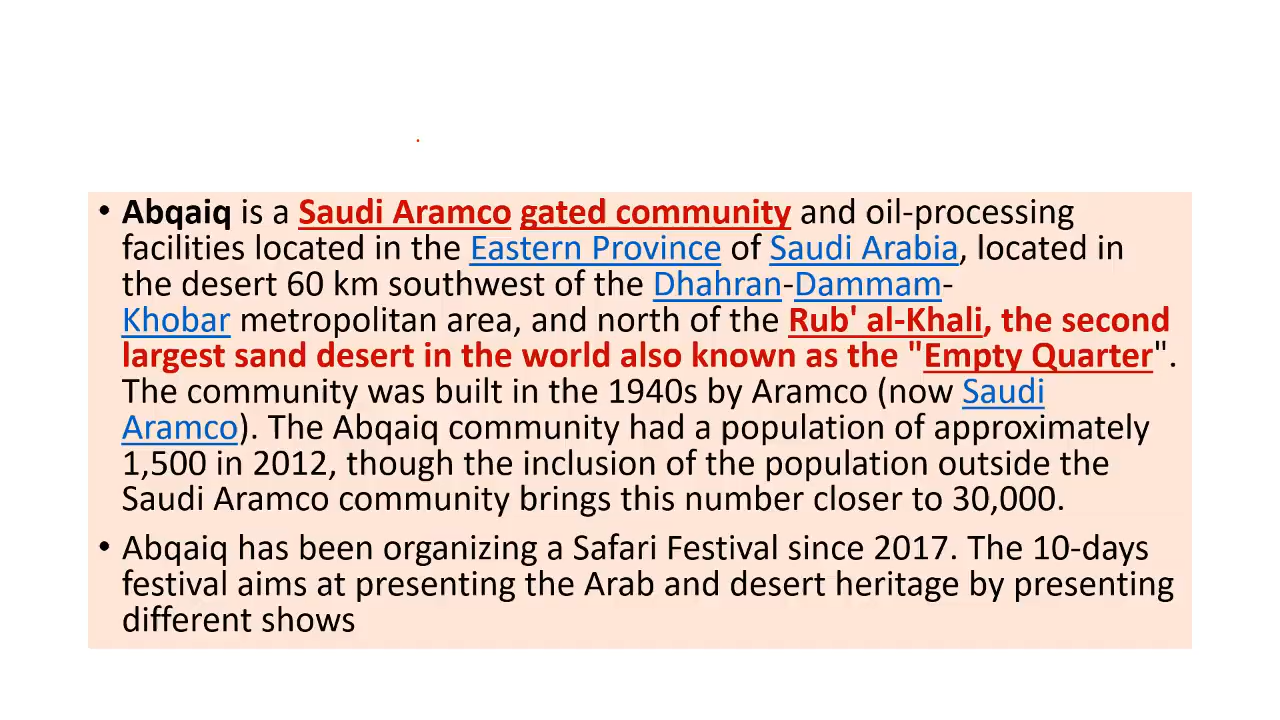 • Abqaiq is a Saudi Aramco gated community and oil-processing
facilities located in the Eastern Province of Saudi Arabia, located in
the desert 60 km southwest of the Dhahran-Dammam-
Khobar metropolitan area, and north of the Rub' al-Khali, the second
largest sand desert in the world also known as the "Empty Quarter".
The community was built in the 1940s by Aramco (now Saudi
Aramco). The Abqaiq community had a population of approximately
1,500 in 2012, though the inclusion of the population outside the
Saudi Aramco community brings this number closer to 30,000.
• Abqaiq has been organizing a Safari Festival since 2017. The 10-days
festival aims at presenting the Arab and desert heritage by presenting
different shows